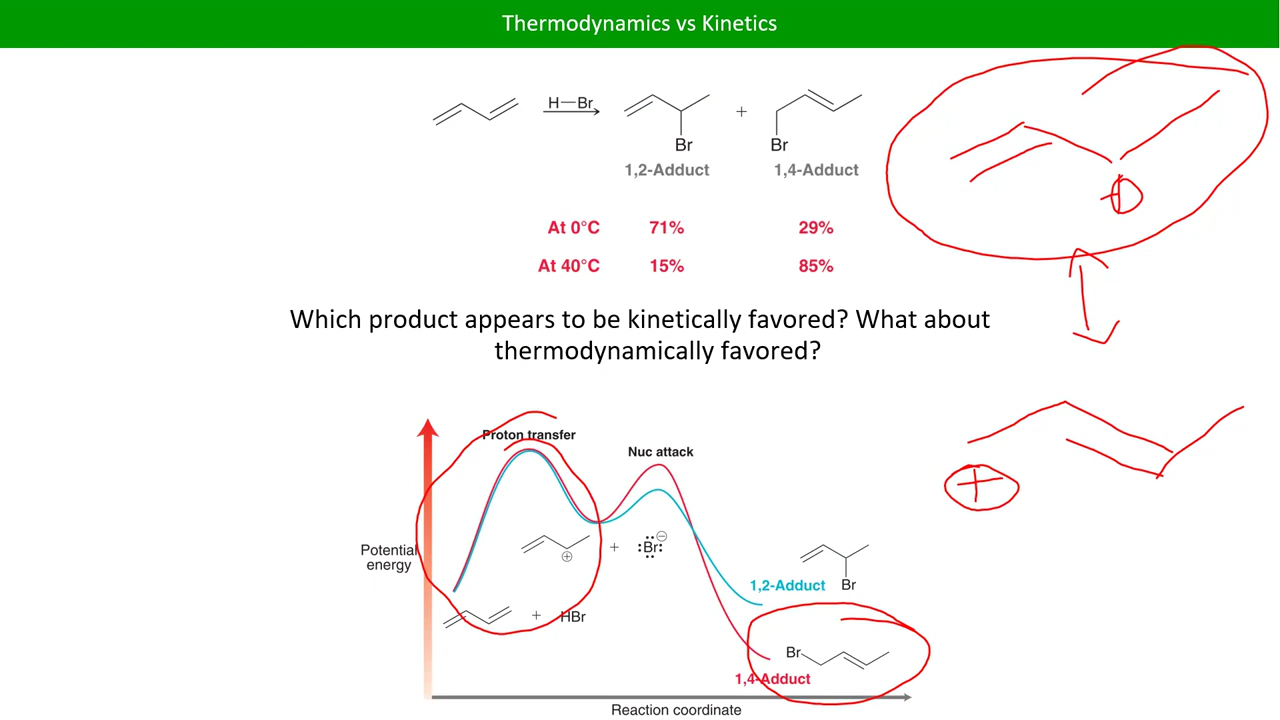 Thermodynamics vs Kinetics
H—Br
+
Br
Br
1,2-Adduct
1,4-Adduct
At 0°C 71% 29%
At 40°C 15% 85%
+
Which product appears to be kinetically favored? What about
thermodynamically favored?
+
Proton transfer
Nuc attack
Potential
energy
⊕
+
:Br:
⊖
1,2-Adduct
Br
+ HBr
Br
1,4-Adduct
Reaction coordinate